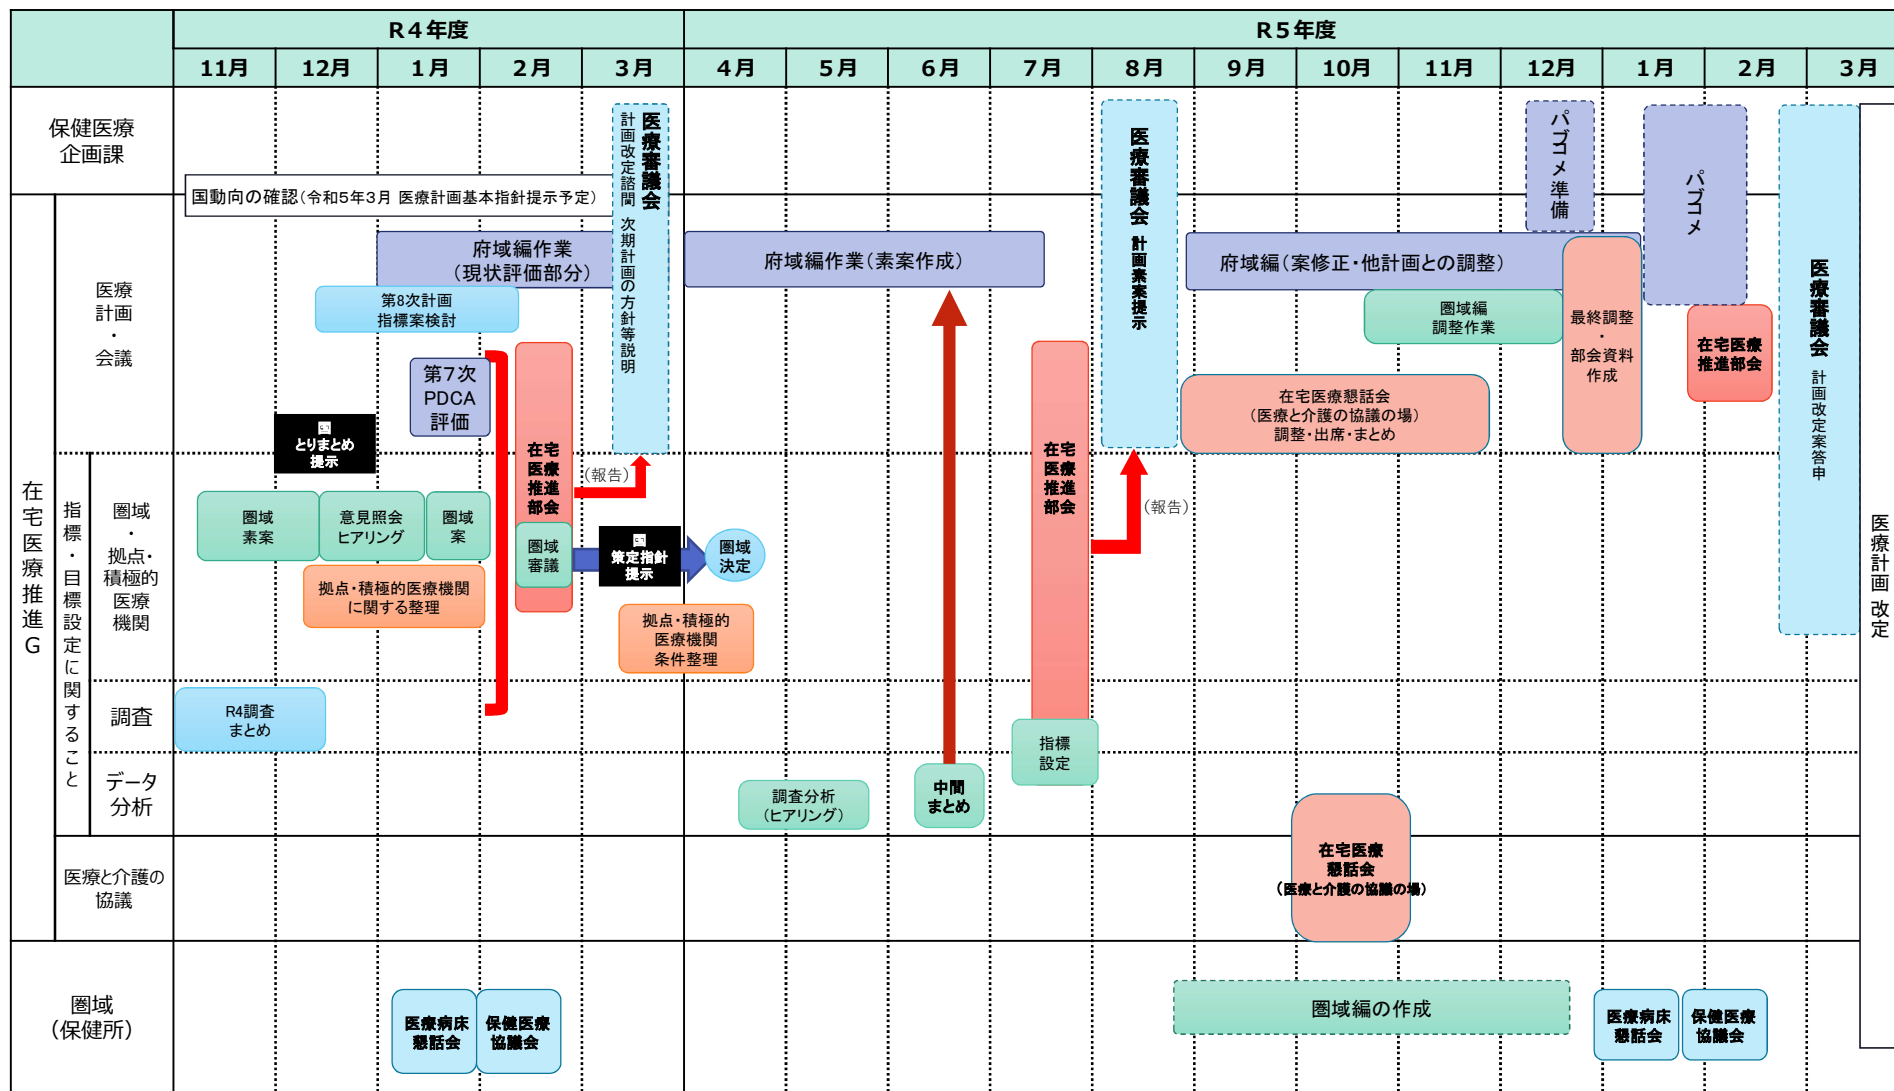 R4年度
R5年度
11月
12月
1月
2月
3月
4月
5月
6月
7月
8月
9月
10月
11月
12月
1月
2月
3月
保健医療
企画課
国動向の確認(令和5年3月 医療計画基本指針提示予定)
医療審議会
計画改定諮問 次期計画の方針等説明
医療審議会 計画素案提示
パブコメ準備
パブコメ
医療審議会 計画改定案答申
医療計画 改定
在宅医療推進G
医療
計画
・
会議
府域編作業
(現状評価部分)
府域編作業(素案作成)
府域編(案修正・他計画との調整)
第8次計画
指標案検討
圏域編
調整作業
最終調整
・
部会資料
作成
在宅医療
推進部会
第7次
PDCA
評価
在宅医療懇話会
(医療と介護の協議の場)
調整・出席・まとめ
国
とりまとめ
提示
在宅
医療
推進
部会
(報告)
在宅
医療
推進
部会
(報告)
指標・目標設定に関すること
圏域
・
拠点・
積極的
医療
機関
圏域
素案
意見照会
ヒアリング
圏域
案
圏域
審議
国
策定指針
提示
圏域
決定
拠点・積極的医療機関
に関する整理
拠点・積極的
医療機関
条件整理
調査
R4調査
まとめ
指標
設定
データ
分析
調査分析
(ヒアリング)
中間
まとめ
医療と介護の
協議
在宅医療
懇話会
(医療と介護の協議の場)
圏域
(保健所)
医療病床
懇話会
保健医療
協議会
圏域編の作成
医療病床
懇話会
保健医療
協議会